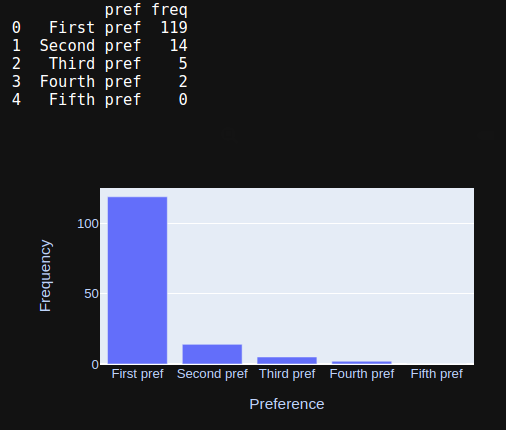 pref freq
0 First pref 119
1 Second pref 14
2 Third pref 5
3 Fourth pref 2
4 Fifth pref 0
Frequency
100
50
0
First pref Second pref Third pref Fourth pref Fifth pref
Preference